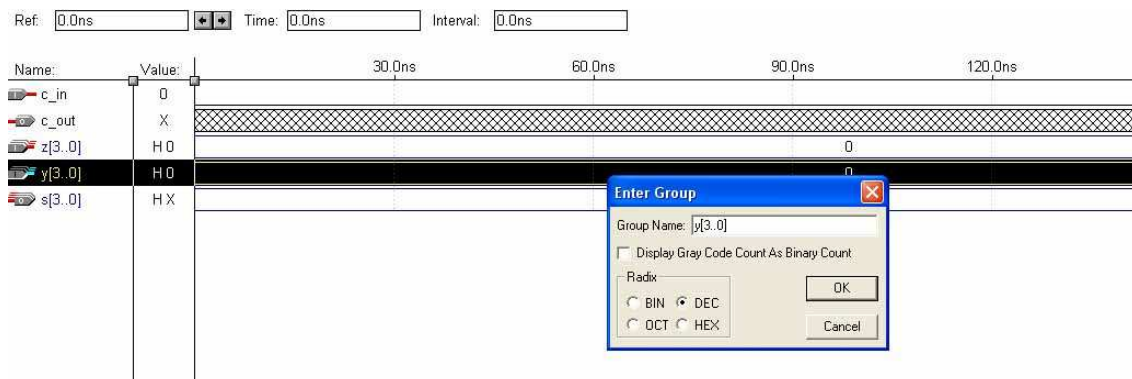 Ref: 0.0ns Time: 0.0ns Interval: 0.0ns
Name: Value: 30.0ns 60.0ns 90.0ns 120.0ns
c_in 0
c_out X
z[3..0] H 0 0
y[3..0] H 0 0
s[3..0] H X
Enter Group
Group Name: y[3..0]
Display Gray Code Count As Binary Count
Radix
BIN DEC
OCT HEX
OK
Cancel